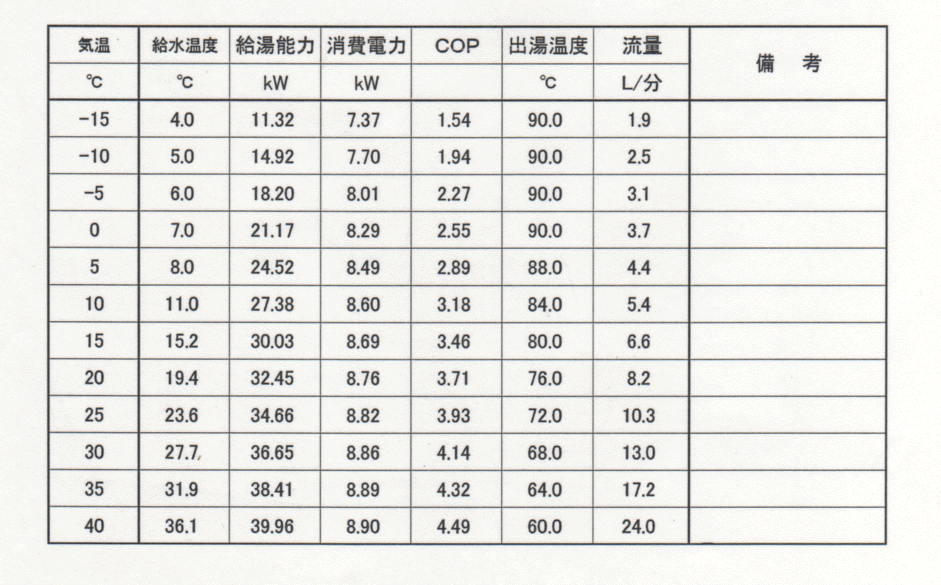 気温 給水温度 給湯能力 消費電力 COP 出湯温度 流量 備 考
℃ ℃ kW kW ℃ L/分
-15 4.0 11.32 7.37 1.54 90.0 1.9
-10 5.0 14.92 7.70 1.94 90.0 2.5
-5 6.0 18.20 8.01 2.27 90.0 3.1
0 7.0 21.17 8.29 2.55 90.0 3.7
5 8.0 24.52 8.49 2.89 88.0 4.4
10 11.0 27.38 8.60 3.18 84.0 5.4
15 15.2 30.03 8.69 3.46 80.0 6.6
20 19.4 32.45 8.76 3.71 76.0 8.2
25 23.6 34.66 8.82 3.93 72.0 10.3
30 27.7 36.65 8.86 4.14 68.0 13.0
35 31.9 38.41 8.89 4.32 64.0 17.2
40 36.1 39.96 8.90 4.49 60.0 24.0